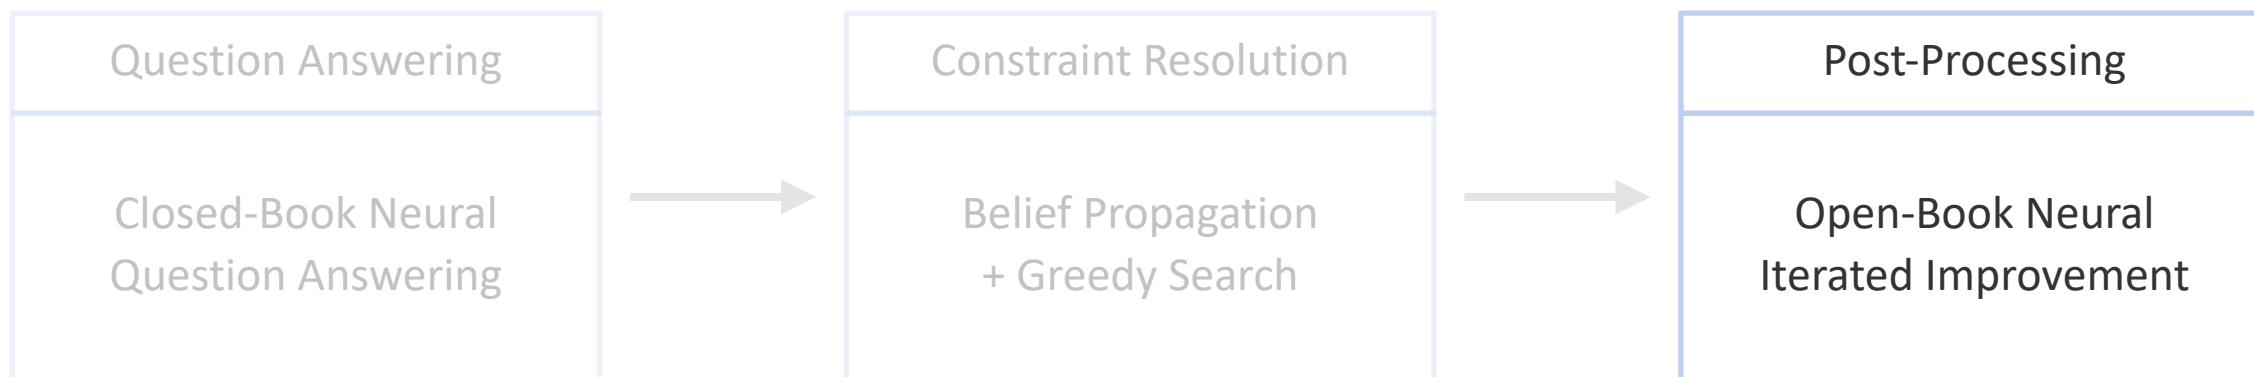 Question Answering
Closed-Book Neural
Question Answering
Constraint Resolution
Belief Propagation
+ Greedy Search
Post-Processing
Open-Book Neural
Iterated Improvement